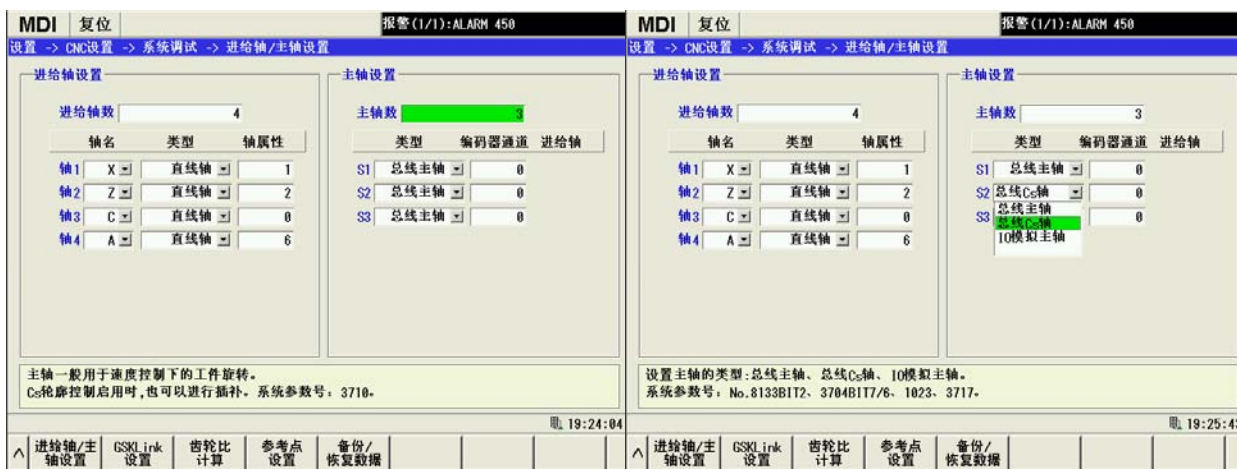 MDI 复位 报警(1/1):ALARM 450
设置 -> CNC设置 -> 系统调试 -> 进给轴/主轴设置
进给轴设置
进给轴数 4
轴名 类型 轴属性
轴1 X 直线轴 1
轴2 Z 直线轴 2
轴3 C 直线轴 0
轴4 A 直线轴 6
主轴设置
主轴数 3
类型 编码器通道 进给轴
S1 总线主轴 0
S2 总线主轴 0
S3 总线主轴 0
主轴一般用于速度控制下的工件旋转。
Cs轮廓控制启用时,也可以进行插补。系统参数号: 3710。
19:24:04
进给轴/主轴设置
GSKLink设置
齿轮比计算
参考点设置
备份/恢复数据
MDI 复位 报警(1/1):ALARM 450
设置 -> CNC设置 -> 系统调试 -> 进给轴/主轴设置
进给轴设置
进给轴数 4
轴名 类型 轴属性
轴1 X 直线轴 1
轴2 Z 直线轴 2
轴3 C 直线轴 0
轴4 A 直线轴 6
主轴设置
主轴数 3
类型 编码器通道 进给轴
S1 总线主轴 0
S2 总线Cs轴 0
总线主轴
S3 总线Cs轴 0
IO模拟主轴
设置主轴的类型:总线主轴、总线Cs轴、IO模拟主轴。
系统参数号: No.8133BIT2、3704BIT7/6、1023、3717。
19:25:43
进给轴/主轴设置
GSKLink设置
齿轮比计算
参考点设置
备份/恢复数据